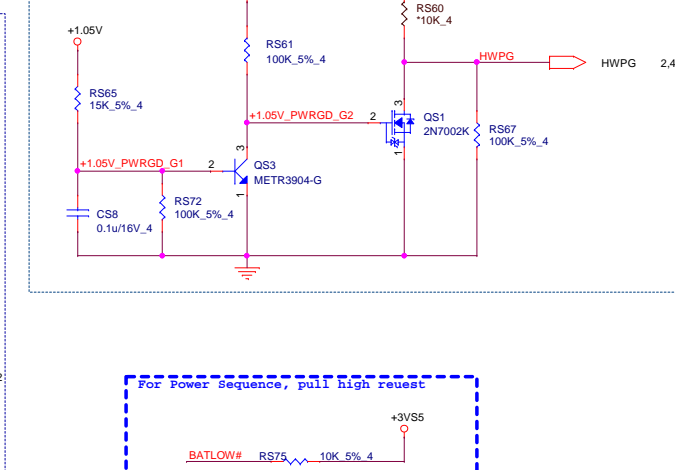 RS60
*10K_4
+1.05V
RS61
100K_5%_4
HWPG
HWPG 2,4
RS65
15K_5%_4
3
+1.05V_PWRGD_G2
2
QS1
2N7002K
RS67
100K_5%_4
1
3
+1.05V_PWRGD_G1
2
QS3
METR3904-G
1
RS72
100K_5%_4
CS8
0.1u/16V_4
For Power Sequence, pull high reuest
+3VS5
BATLOW# RS75 10K_5%_4